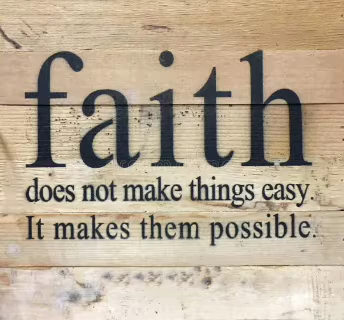 faith
does not make things easy.
It makes them possible.